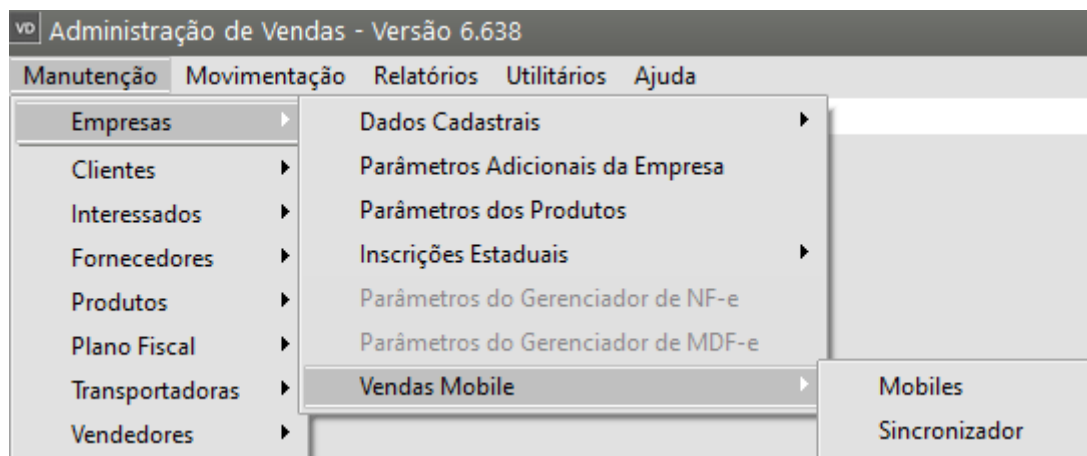 VD Administração de Vendas - Versão 6.638
Manutenção Movimentação Relatórios Utilitários Ajuda
Empresas
Clientes
Interessados
Fornecedores
Produtos
Plano Fiscal
Transportadoras
Vendedores
Dados Cadastrais
Parâmetros Adicionais da Empresa
Parâmetros dos Produtos
Inscrições Estaduais
Parâmetros do Gerenciador de NF-e
Parâmetros do Gerenciador de MDF-e
Vendas Mobile
Mobiles
Sincronizador